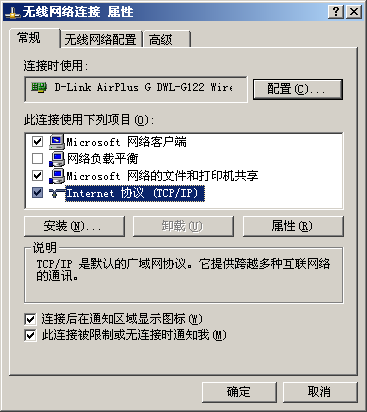 无线网络连接 属性
常规 无线网络配置 高级
连接时使用:
D-Link AirPlus G DWL-G122 Wire
配置(C)...
此连接使用下列项目(O):
Microsoft 网络客户端
网络负载平衡
Microsoft 网络的文件和打印机共享
Internet 协议 (TCP/IP)
安装(N)... 卸载(U) 属性(R)
说明
TCP/IP 是默认的广域网协议。它提供跨越多种互联网络
的通讯。
连接后在通知区域显示图标(W)
此连接被限制或无连接时通知我(M)
确定 取消